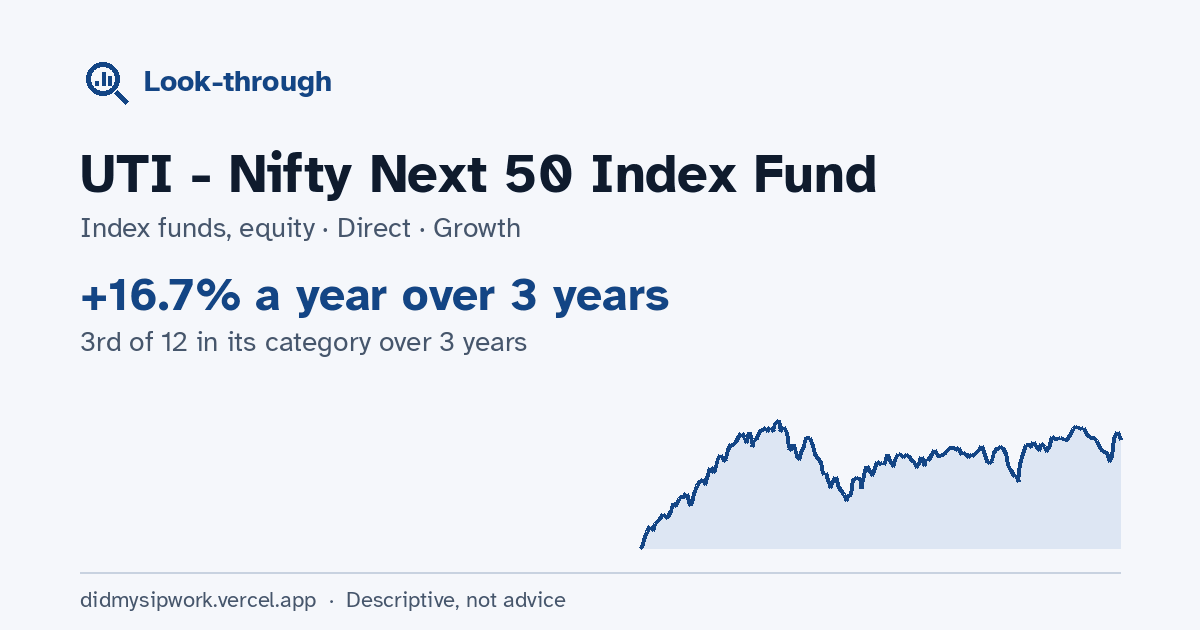 Look-through
UTI - Nifty Next 50 Index Fund
Index funds, equity · Direct · Growth
+16.7% a year over 3 years
3rd of 12 in its category over 3 years
didmysipwork.vercel.app · Descriptive, not advice